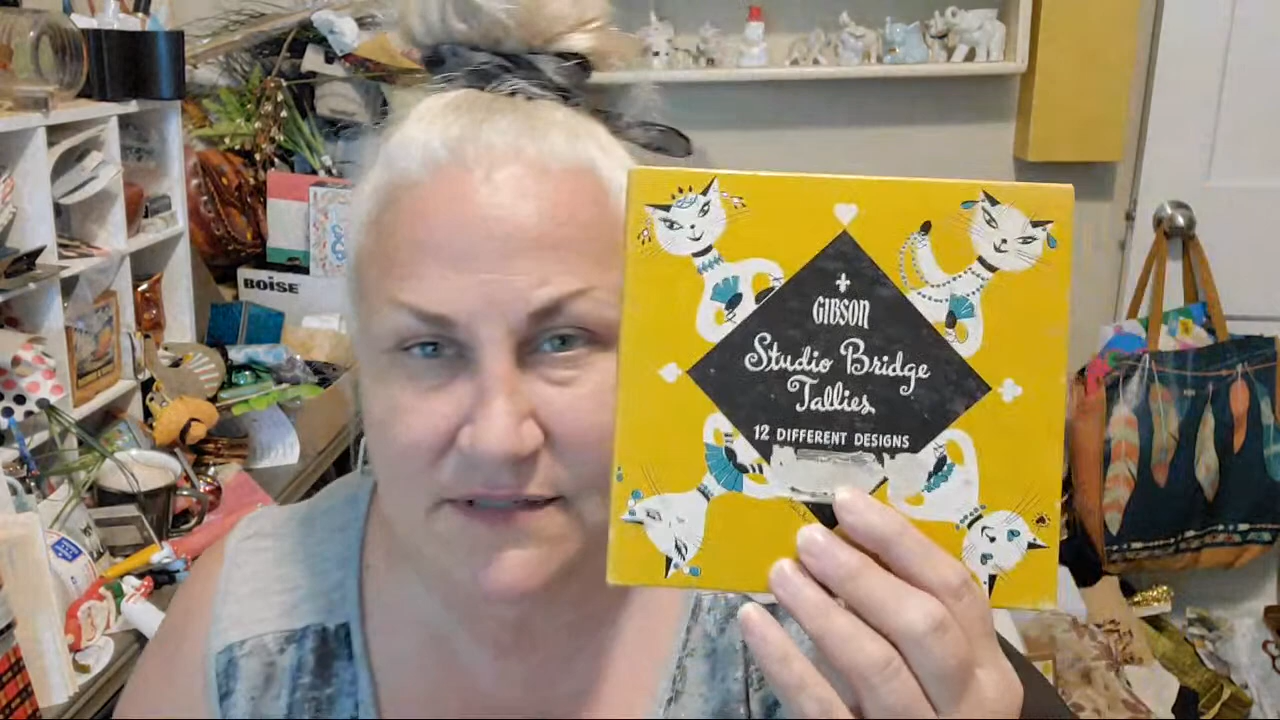 BOISE
GIBSON
Studio Bridge
Tallies
12 DIFFERENT DESIGNS